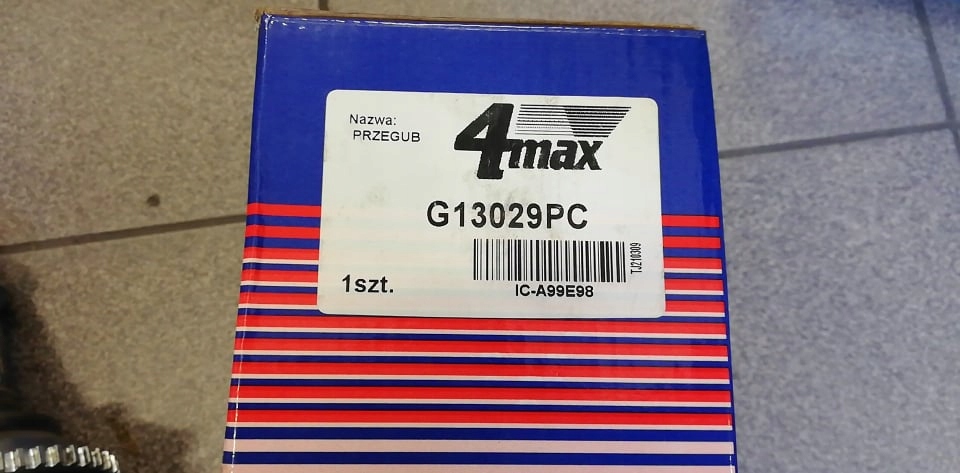 Nazwa:
PRZEGUB
4max
G13029PC
TJ210309
1szt.
IC-A99E98